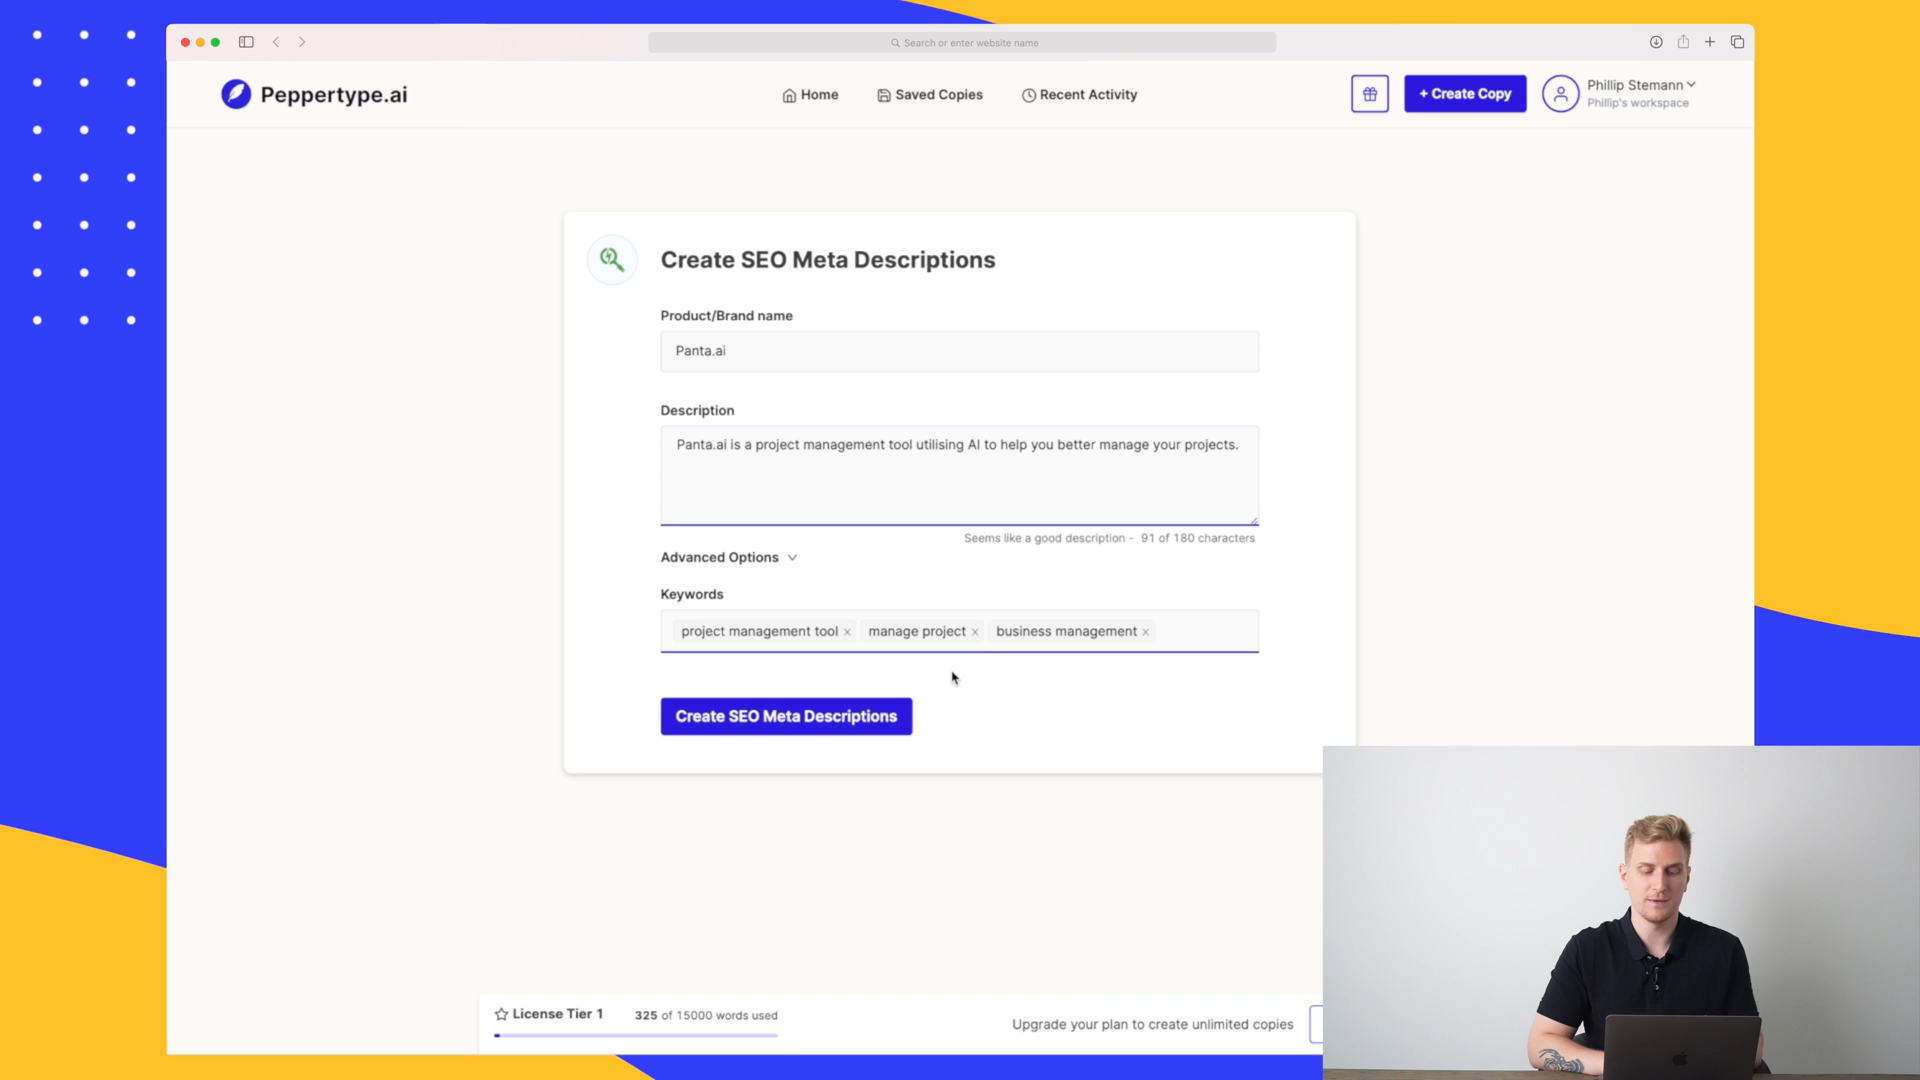 Search or enter website name
Peppertype.ai
Home
Saved Copies
Recent Activity
+ Create Copy
Phillip Stemann
Phillip's workspace
Create SEO Meta Descriptions
Product/Brand name
Panta.ai
Description
Panta.ai is a project management tool utilising AI to help you better manage your projects.
Seems like a good description - 91 of 180 characters
Advanced Options
Keywords
project management tool × manage project × business management ×
Create SEO Meta Descriptions
License Tier 1
325 of 15000 words used
Upgrade your plan to create unlimited copies